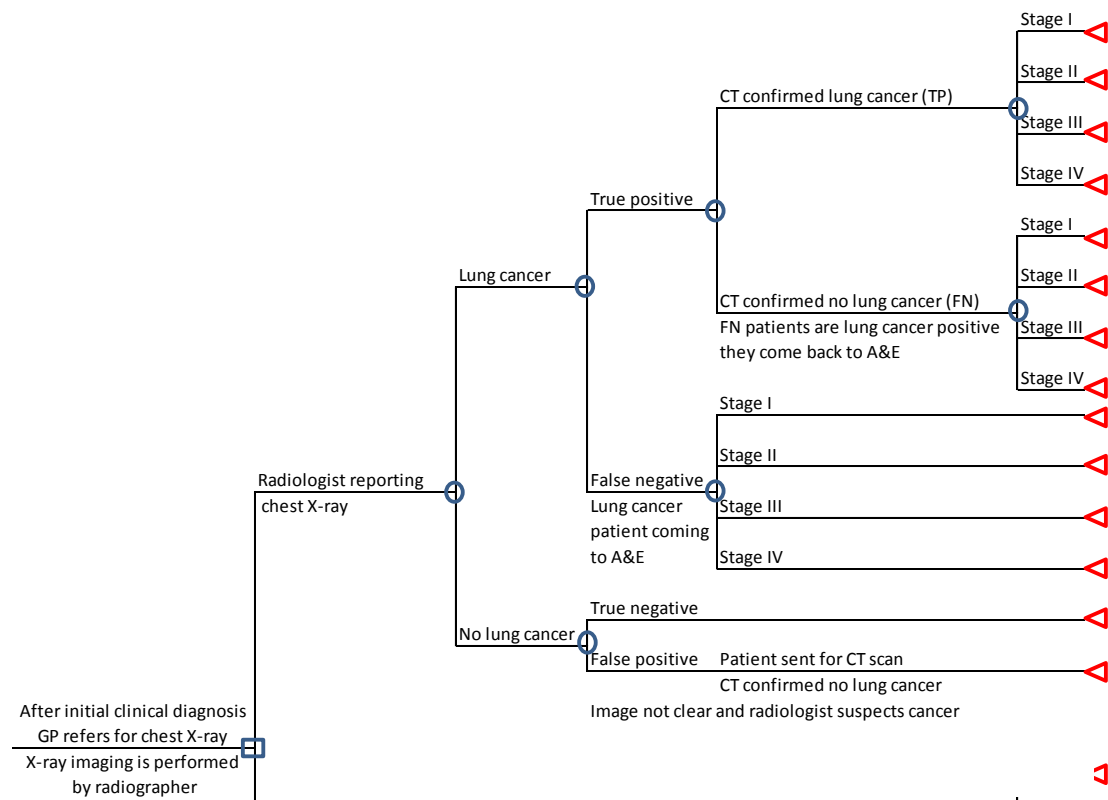 Stage I
Stage II
CT confirmed lung cancer (TP)
Stage III
Stage IV
True positive
Stage I
Lung cancer
Stage II
CT confirmed no lung cancer (FN)
FN patients are lung cancer positive
they come back to A&E
Stage III
Stage IV
Stage I
Stage II
Radiologist reporting
chest X-ray
False negative
Lung cancer
patient coming
to A&E
Stage III
Stage IV
True negative
No lung cancer
False positive
Patient sent for CT scan
CT confirmed no lung cancer
Image not clear and radiologist suspects cancer
After initial clinical diagnosis
GP refers for chest X-ray
X-ray imaging is performed
by radiographer